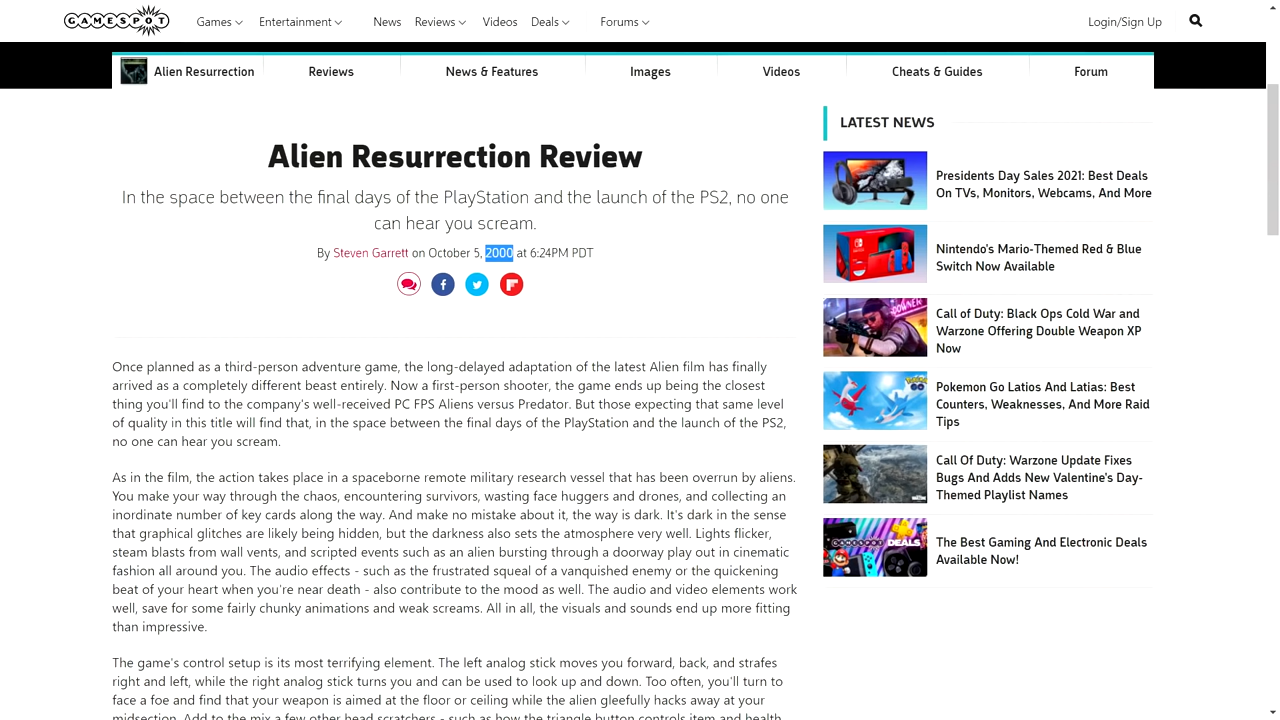 GAMESPOT
Games
Entertainment
News
Reviews
Videos
Deals
Forums
Login/Sign Up
Alien Resurrection
Reviews
News & Features
Images
Videos
Cheats & Guides
Forum
Alien Resurrection Review
In the space between the final days of the PlayStation and the launch of the PS2, no one
can hear you scream.
By Steven Garrett on October 5, 2000 at 6:24PM PDT
Once planned as a third-person adventure game, the long-delayed adaptation of the latest Alien film has finally
arrived as a completely different beast entirely. Now a first-person shooter, the game ends up being the closest
thing you'll find to the company's well-received PC FPS Aliens versus Predator. But those expecting that same level
of quality in this title will find that, in the space between the final days of the PlayStation and the launch of the PS2,
no one can hear you scream.
As in the film, the action takes place in a spaceborne remote military research vessel that has been overrun by aliens.
You make your way through the chaos, encountering survivors, wasting face huggers and drones, and collecting an
inordinate number of key cards along the way. And make no mistake about it, the way is dark. It's dark in the sense
that graphical glitches are likely being hidden, but the darkness also sets the atmosphere very well. Lights flicker,
steam blasts from wall vents, and scripted events such as an alien bursting through a doorway play out in cinematic
fashion all around you. The audio effects - such as the frustrated squeal of a vanquished enemy or the quickening
beat of your heart when you're near death - also contribute to the mood as well. The audio and video elements work
well, save for some fairly chunky animations and weak screams. All in all, the visuals and sounds end up more fitting
than impressive.
The game's control setup is its most terrifying element. The left analog stick moves you forward, back, and strafes
right and left, while the right analog stick turns you and can be used to look up and down. Too often, you'll turn to
face a foe and find that your weapon is aimed at the floor or ceiling while the alien gleefully hacks away at your
midsection. Add to the mix a few other head scratchers - such as how the triangle button controls item and health
LATEST NEWS
Presidents Day Sales 2021: Best Deals
On TVs, Monitors, Webcams, And More
Nintendo's Mario-Themed Red & Blue
Switch Now Available
Call of Duty: Black Ops Cold War and
Warzone Offering Double Weapon XP
Now
Pokemon Go Latios And Latias: Best
Counters, Weaknesses, And More Raid
Tips
Call Of Duty: Warzone Update Fixes
Bugs And Adds New Valentine's Day-
Themed Playlist Names
GAMESPOT DEALS
The Best Gaming And Electronic Deals
Available Now!